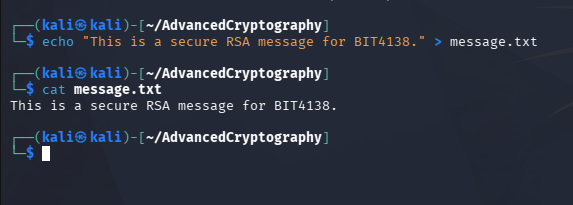 ┌──(kali㉿kali)-[~/AdvancedCryptography]
└─$ echo "This is a secure RSA message for BIT4138." > message.txt
┌──(kali㉿kali)-[~/AdvancedCryptography]
└─$ cat message.txt
This is a secure RSA message for BIT4138.
┌──(kali㉿kali)-[~/AdvancedCryptography]
└─$